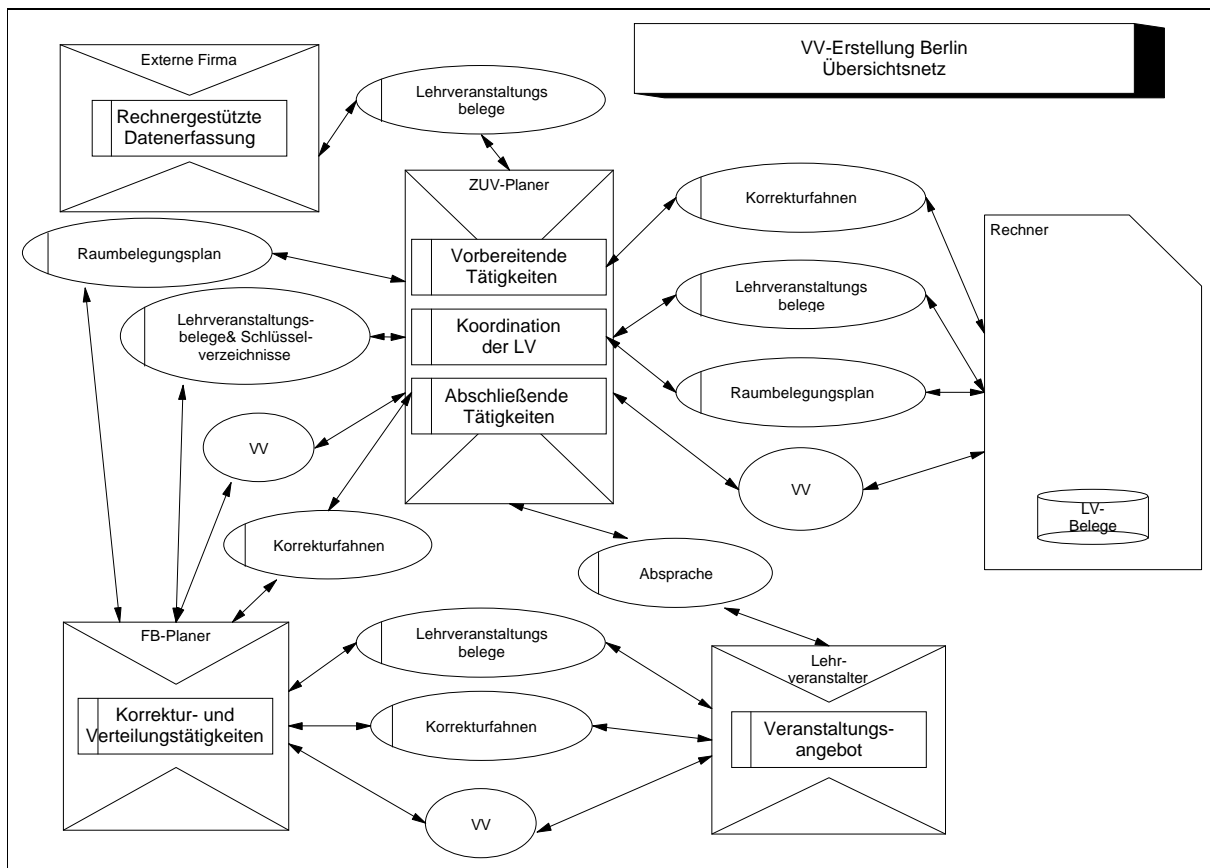 VV-Erstellung Berlin
Übersichtsnetz
Externe Firma
Rechnergestützte
Datenerfassung
Lehrveranstaltungs
belege
ZUV-Planer
Vorbereitende
Tätigkeiten
Koordination
der LV
Abschließende
Tätigkeiten
Korrekturfahnen
Lehrveranstaltungs
belege
Raumbelegungsplan
VV
Rechner
LV-
Belege
Raumbelegungsplan
Lehrveranstaltungs-
belege& Schlüssel-
verzeichnisse
VV
Korrekturfahnen
Absprache
FB-Planer
Korrektur- und
Verteilungstätigkeiten
Lehrveranstaltungs
belege
Korrekturfahnen
VV
Lehr-
veranstalter
Veranstaltungs-
angebot